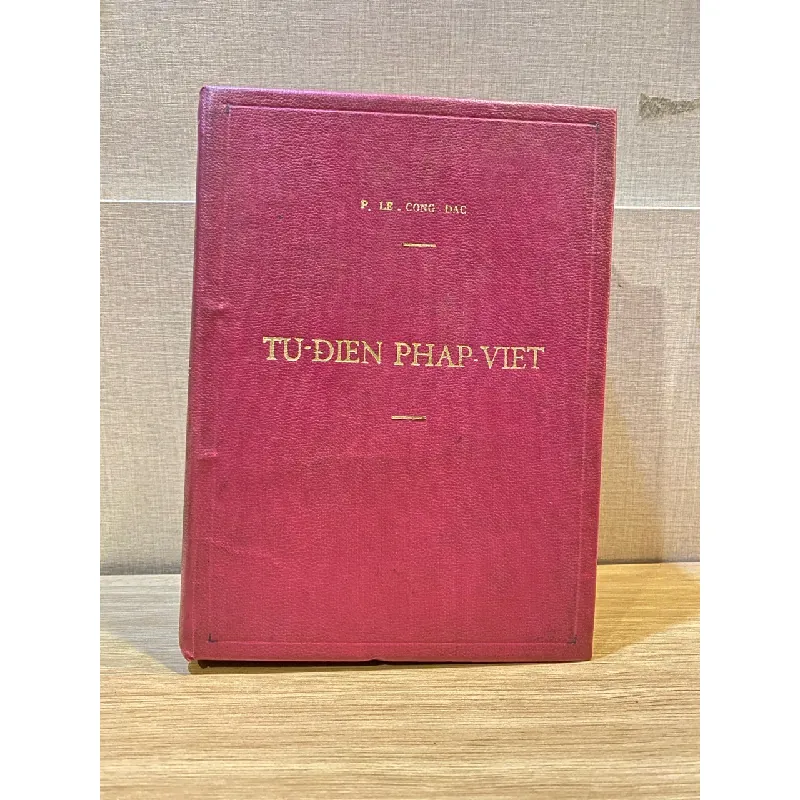 P. LE - CONG - DAC
TU-ĐIEN PHAP-VIET